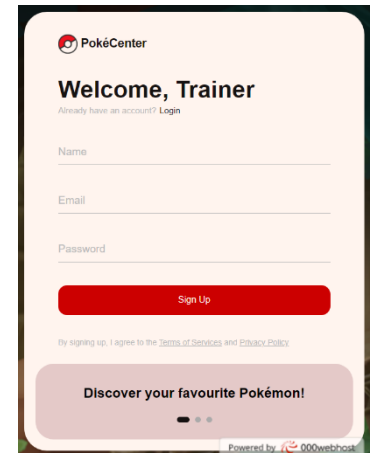 PokéCenter
Welcome, Trainer
Already have an account? Login
Name
Email
Password
Sign Up
By signing up, I agree to the Terms of Services and Privacy Policy
Discover your favourite Pokémon!
Powered by 000webhost